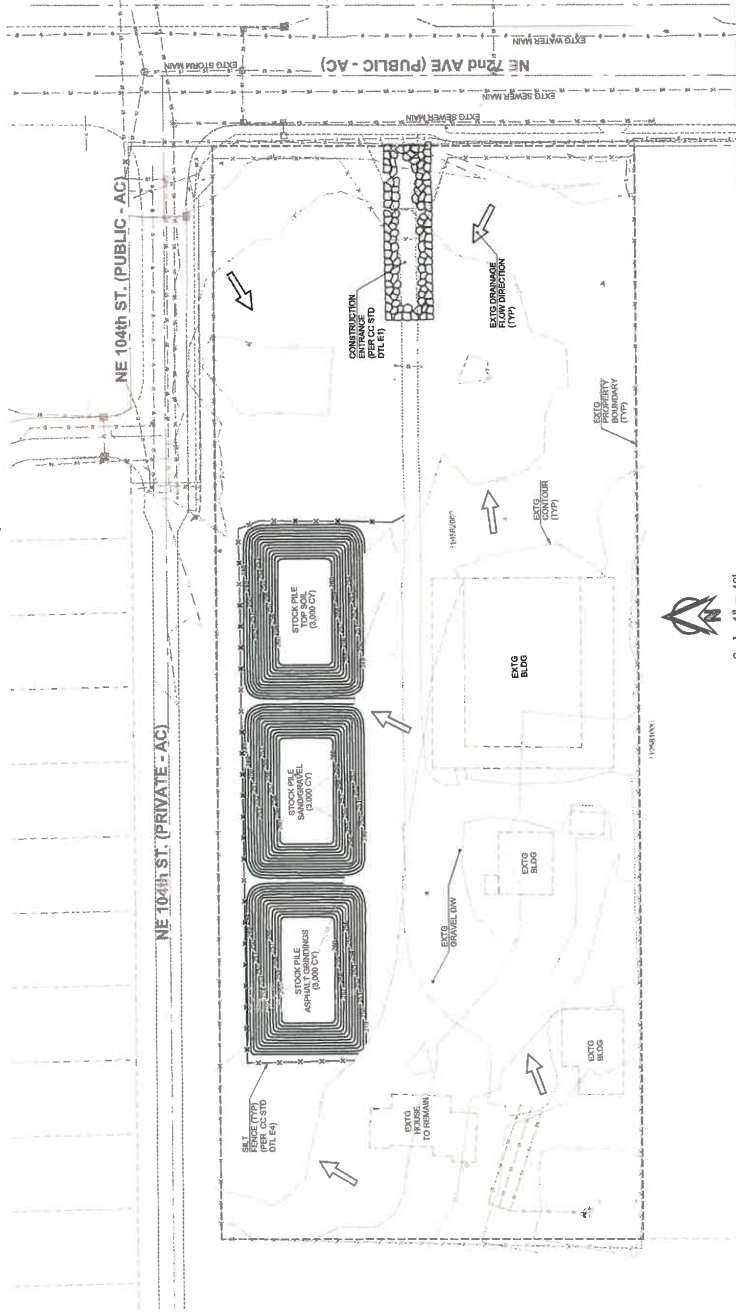 NE 104th ST. (PUBLIC - AC)
NE 104th ST. (PRIVATE - AC)
NE 72nd AVE (PUBLIC - AC)
EXTG STORM MAIN
EXTG WATER MAIN
EXTG SEWER MAIN
EXTG SEWER MAIN
CONSTRUCTION
ENTRANCE
(PER CC STD
DTL E1)
EXTG DRAINAGE
FLOW DIRECTION
(TYP)
EXTG
PROPERTY
BOUNDARY
(TYP)
EXTG
CONTOUR
(TYP)
STOCK PILE
TOP SOIL
(3,000 CY)
STOCK PILE
SAND/GRAVEL
(3,000 CY)
STOCK PILE
ASPHALT GRINDINGS
(3,000 CY)
SILT
FENCE (TYP)
(PER CC STD
DTL E4)
EXTG
BLDG
EXTG
BLDG
EXTG
BLDG
EXTG
GRAVEL D/W
EXTG
HOUSE
TO REMAIN
N